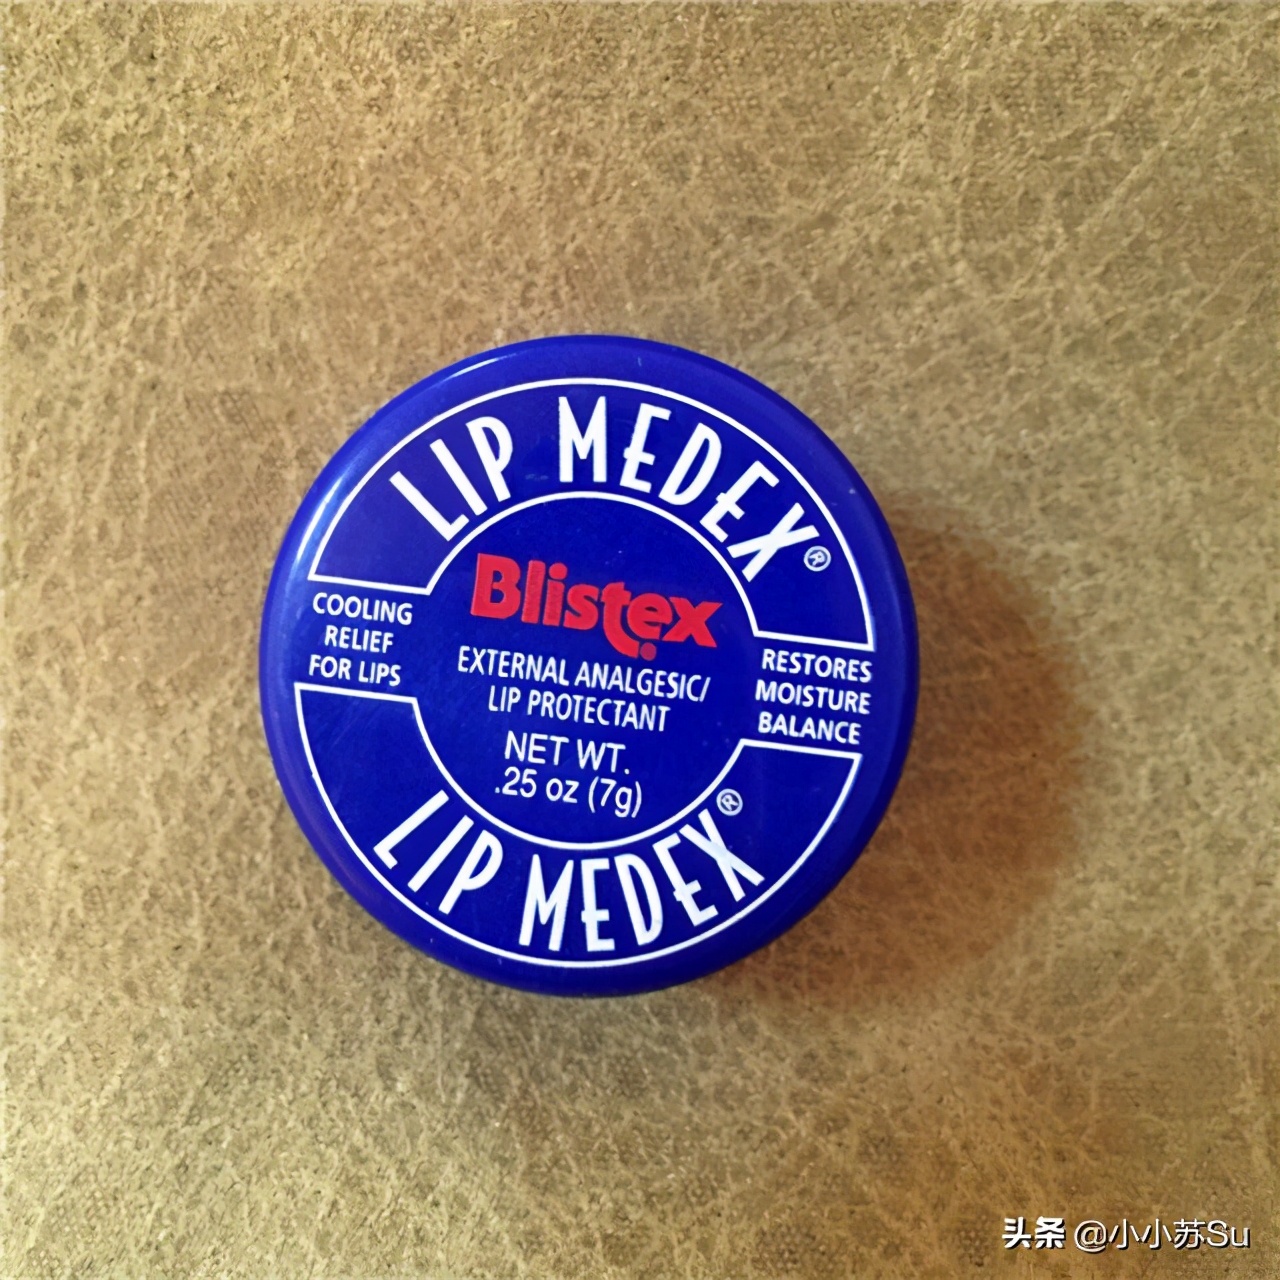 LIP MEDEX®
Blistex
EXTERNAL ANALGESIC/
LIP PROTECTANT
NET WT.
.25 oz (7g)
COOLING
RELIEF
FOR LIPS
RESTORES
MOISTURE
BALANCE
LIP MEDEX®
头条 @小小苏Su